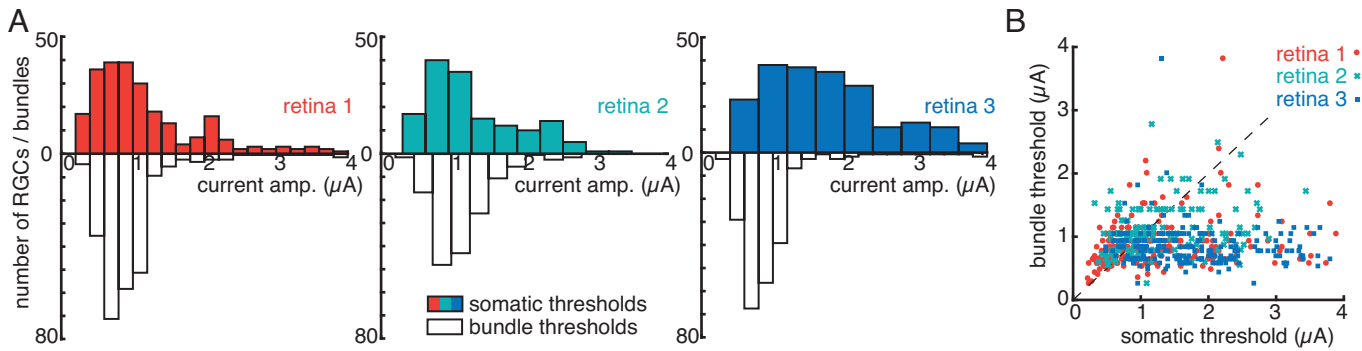 A
number of RGCs / bundles
50
0
80
retina 1
0 1 2 3 4
current amp. (µA)
50
0
80
retina 2
0 1 2 3 4
current amp. (µA)
somatic thresholds
bundle thresholds
50
0
80
retina 3
0 1 2 3 4
current amp. (µA)
B
bundle threshold (µA)
4
3
2
1
0
retina 1
retina 2
retina 3
0 1 2 3 4
somatic threshold (µA)